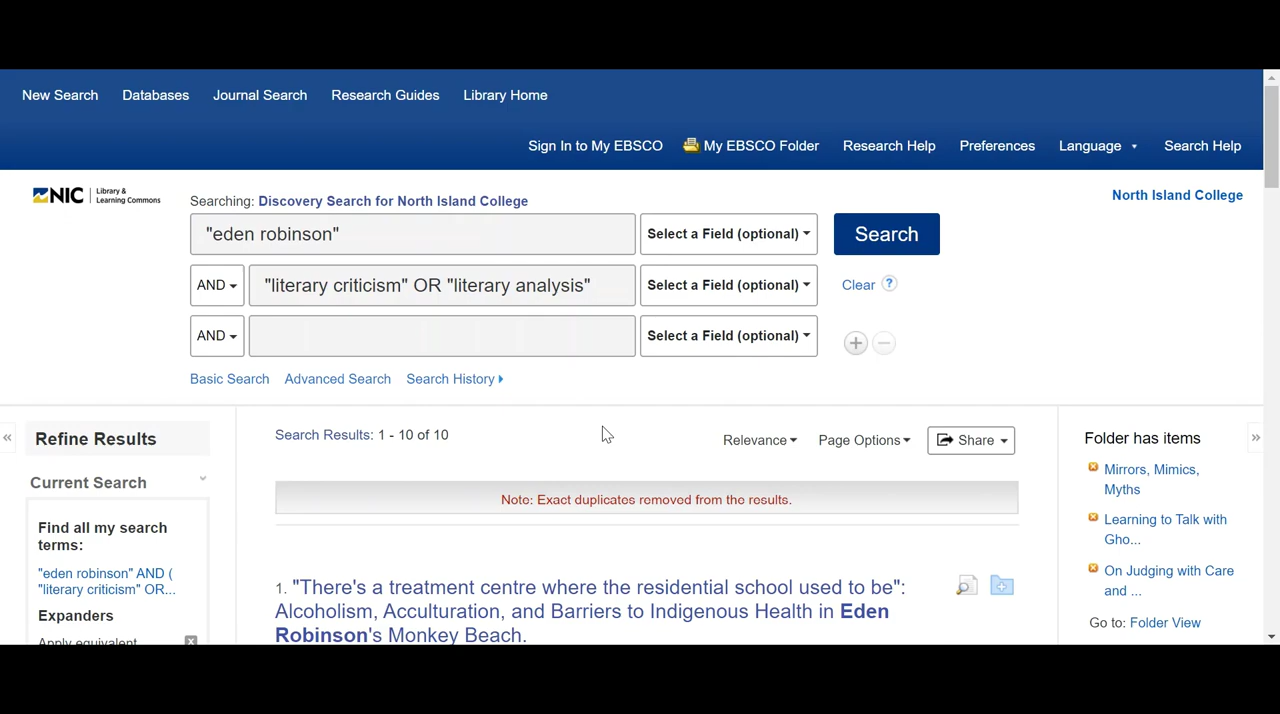 New Search Databases Journal Search Research Guides Library Home
Sign In to My EBSCO My EBSCO Folder Research Help Preferences Language Search Help
NIC Library &
Learning Commons
Searching: Discovery Search for North Island College
North Island College
"eden robinson" Select a Field (optional) Search
AND "literary criticism" OR "literary analysis" Select a Field (optional) Clear ?
AND Select a Field (optional)
Basic Search Advanced Search Search History
Refine Results
Current Search
Find all my search
terms:
"eden robinson" AND (
"literary criticism" OR...
Expanders
Apply equivalent
Search Results: 1 - 10 of 10
Relevance Page Options Share
Note: Exact duplicates removed from the results.
1. "There's a treatment centre where the residential school used to be":
Alcoholism, Acculturation, and Barriers to Indigenous Health in Eden
Robinson's Monkey Beach.
Folder has items
Mirrors, Mimics,
Myths
Learning to Talk with
Gho...
On Judging with Care
and ...
Go to: Folder View